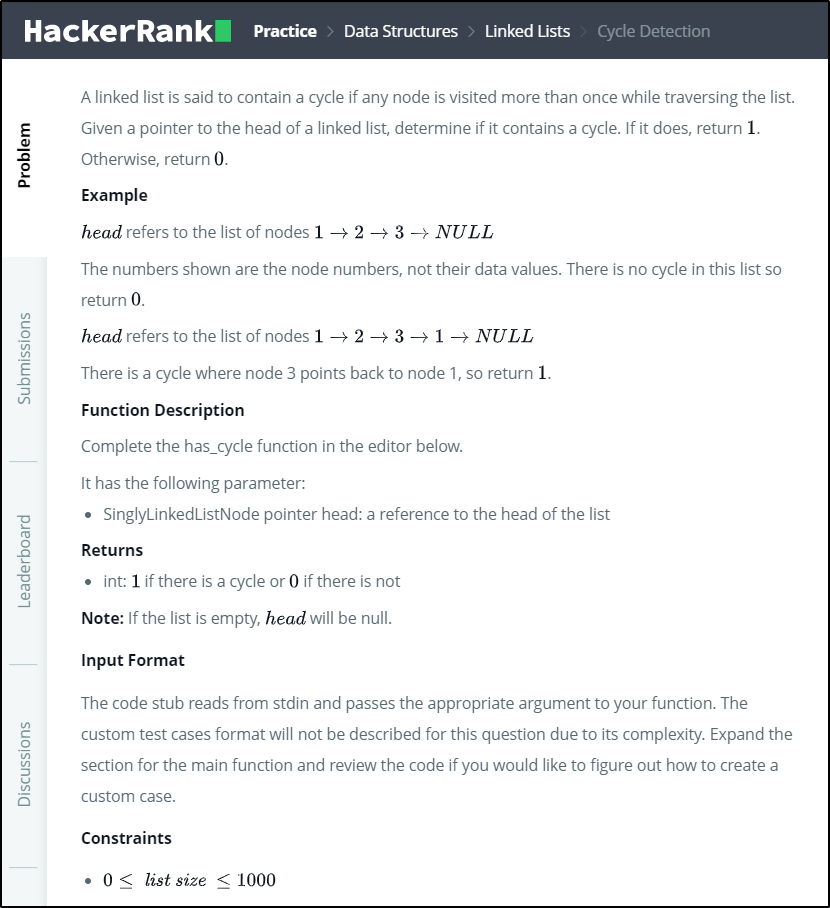 HackerRank Practice > Data Structures > Linked Lists > Cycle Detection
Problem
Submissions
Leaderboard
Discussions
A linked list is said to contain a cycle if any node is visited more than once while traversing the list.
Given a pointer to the head of a linked list, determine if it contains a cycle. If it does, return 1.
Otherwise, return 0.
Example
head refers to the list of nodes 1 → 2 → 3 → NULL
The numbers shown are the node numbers, not their data values. There is no cycle in this list so
return 0.
head refers to the list of nodes 1 → 2 → 3 → 1 → NULL
There is a cycle where node 3 points back to node 1, so return 1.
Function Description
Complete the has_cycle function in the editor below.
It has the following parameter:
• SinglyLinkedListNode pointer head: a reference to the head of the list
Returns
• int: 1 if there is a cycle or 0 if there is not
Note: If the list is empty, head will be null.
Input Format
The code stub reads from stdin and passes the appropriate argument to your function. The
custom test cases format will not be described for this question due to its complexity. Expand the
section for the main function and review the code if you would like to figure out how to create a
custom case.
Constraints
• 0 ≤ list size ≤ 1000